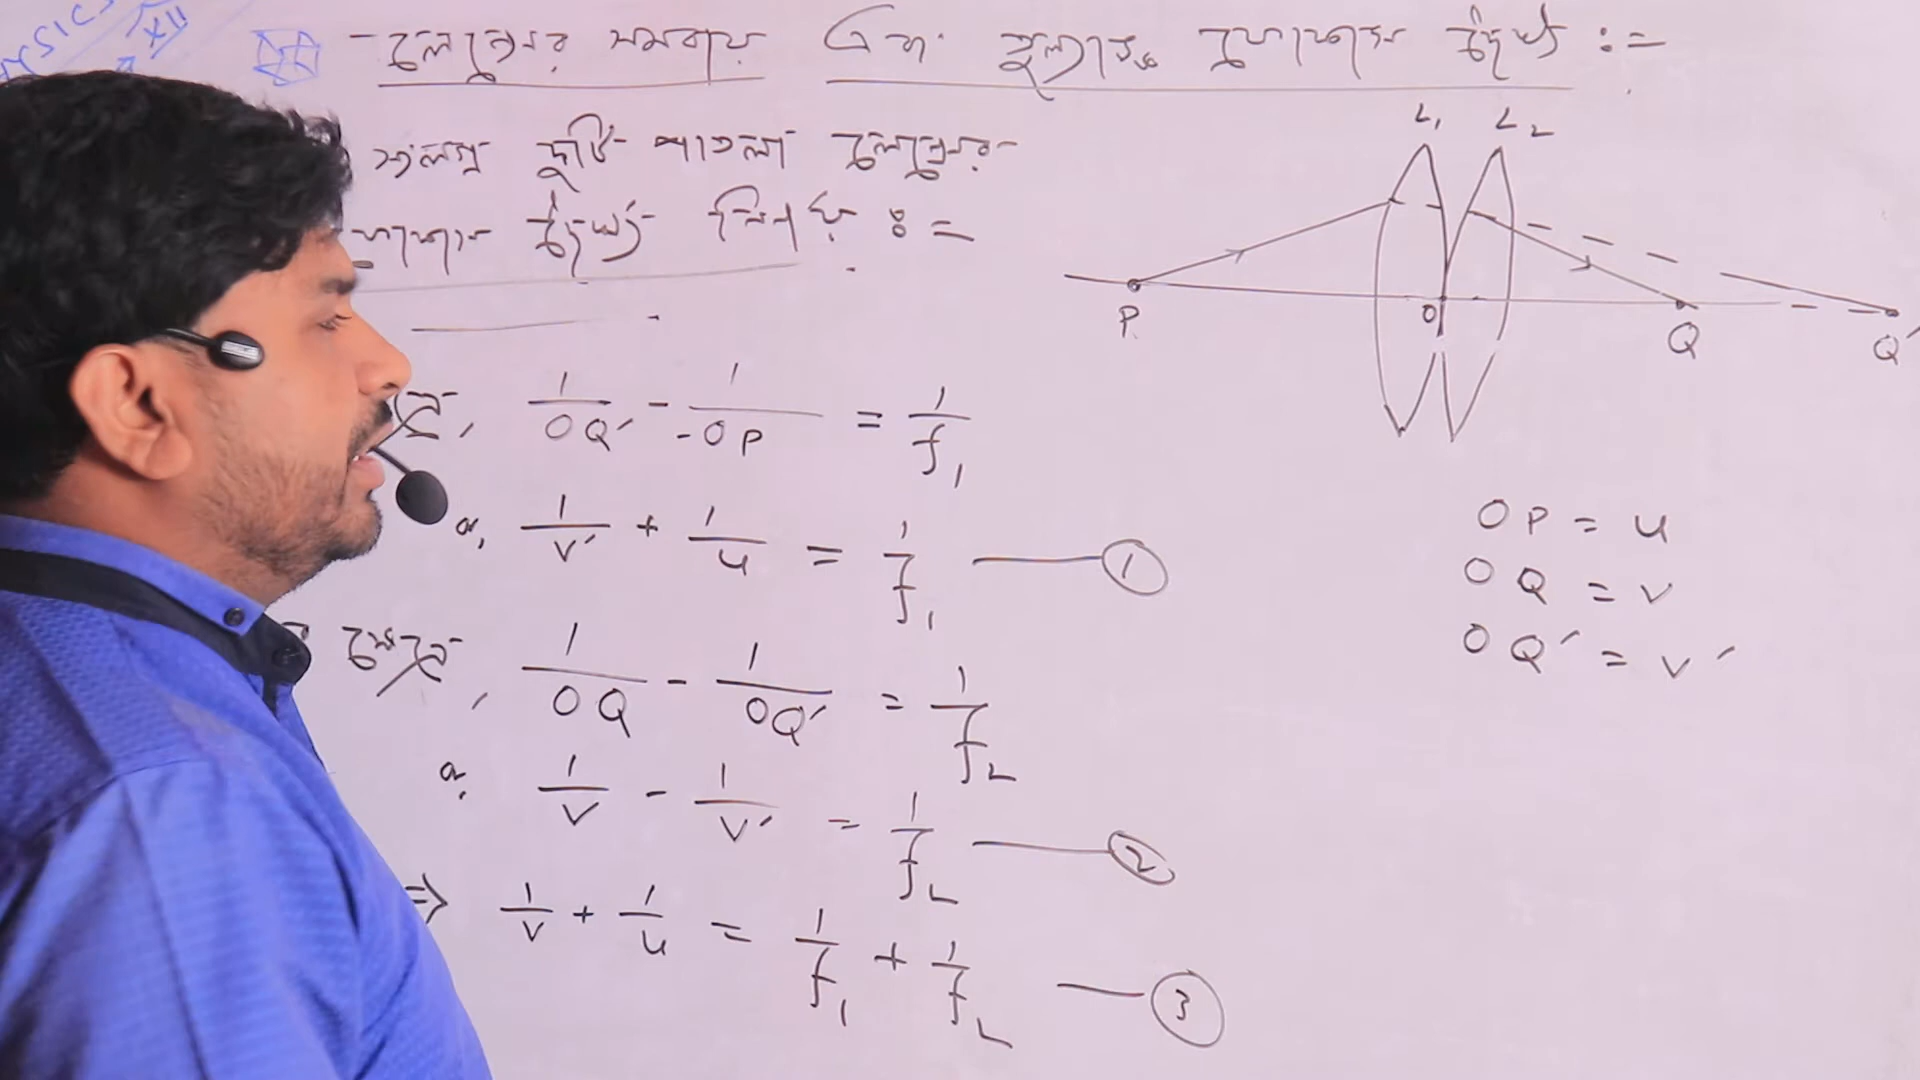 লেন্সের সমবায় এবং তুল্যাঙ্ক ফোকাস দৈর্ঘ্য :=
সংলগ্ন দুটি পাতলা লেন্সের
ফোকাস দৈর্ঘ্য নির্ণয় :=
L₁ L₂
P O Q Q′
ক্ষেত্রে, 1/OQ′ - 1/-OP = 1/f₁
বা, 1/v′ + 1/u = 1/f₁ —— ①
OP = u
OQ = v
OQ′ = v′
ক্ষেত্রে, 1/OQ - 1/OQ′ = 1/f₂
বা, 1/v - 1/v′ = 1/f₂ —— ②
⇒ 1/v + 1/u = 1/f₁ + 1/f₂ —— ③